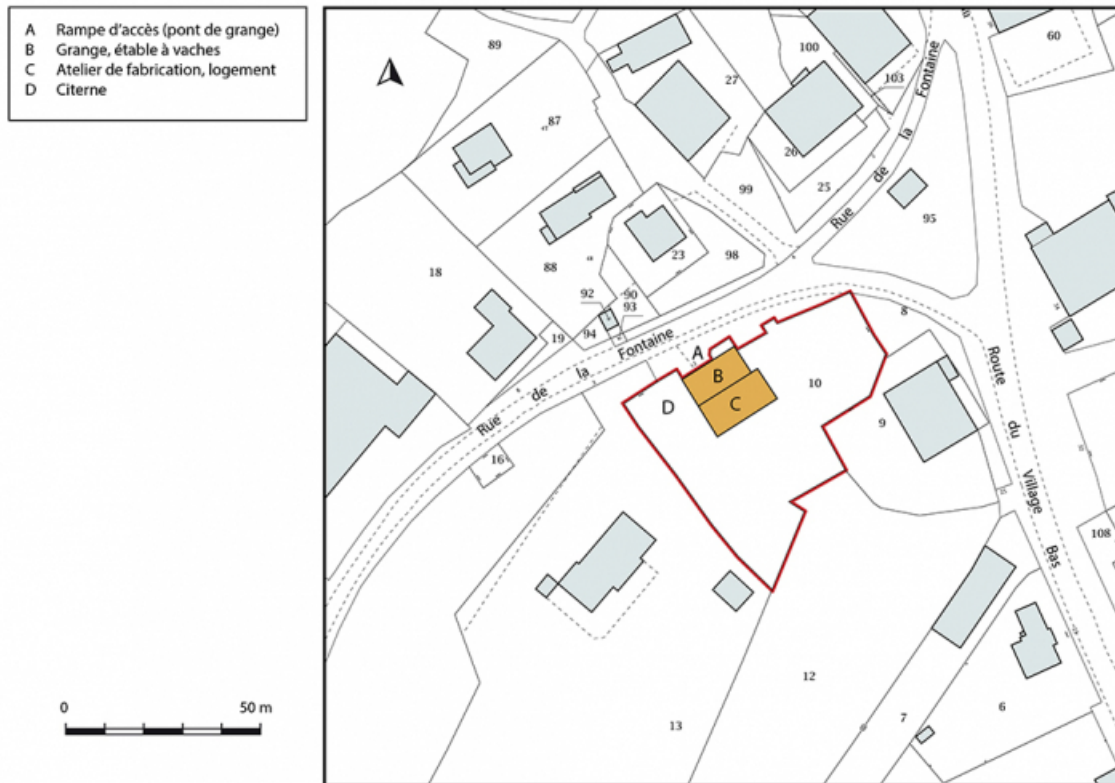 A Rampe d'accès (pont de grange)
B Grange, étable à vaches
C Atelier de fabrication, logement
D Citerne
0 50 m
89
100
60
27
103
87
26
25
99
Rue de la Fontaine
95
18
88
23
98
92
90
93
94
19
8
A
B
C
D
10
Rue de la Fontaine
9
16
Route du Village Bas
108
12
13
7
6